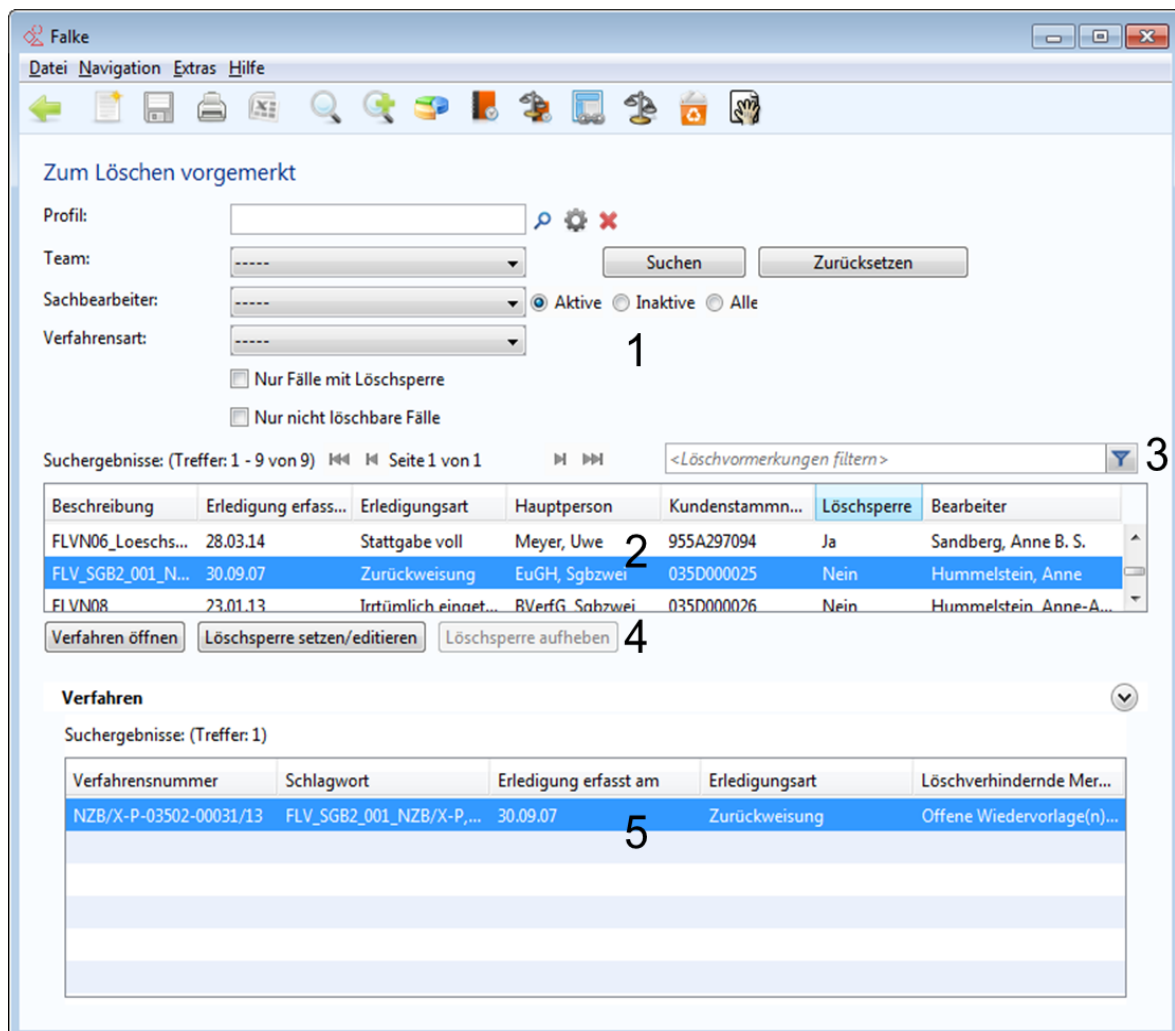 Falke
Datei Navigation Extras Hilfe
Zum Löschen vorgemerkt
Profil:
Team: ----- Suchen Zurücksetzen
Sachbearbeiter: ----- Aktive Inaktive Alle
Verfahrensart: ----- 1
Nur Fälle mit Löschsperre
Nur nicht löschbare Fälle
Suchergebnisse: (Treffer: 1 - 9 von 9) Seite 1 von 1 <Löschvormerkungen filtern> 3
Beschreibung Erledigung erfass... Erledigungsart Hauptperson Kundenstammn... Löschsperre Bearbeiter
FLVN06_Loeschs... 28.03.14 Stattgabe voll Meyer, Uwe 2 955A297094 Ja Sandberg, Anne B. S.
FLV_SGB2_001_N... 30.09.07 Zurückweisung EuGH, Sgbzwei 035D000025 Nein Hummelstein, Anne
FLVN08 23.01.13 Irrtümlich einget... BVerfG, Sgbzwei 035D000026 Nein Hummelstein, Anne-A...
Verfahren öffnen Löschsperre setzen/editieren Löschsperre aufheben 4
Verfahren
Suchergebnisse: (Treffer: 1)
Verfahrensnummer Schlagwort Erledigung erfasst am Erledigungsart Löschverhindernde Mer...
NZB/X-P-03502-00031/13 FLV_SGB2_001_NZB/X-P,... 30.09.07 Zurückweisung Offene Wiedervorlage(n)...
5